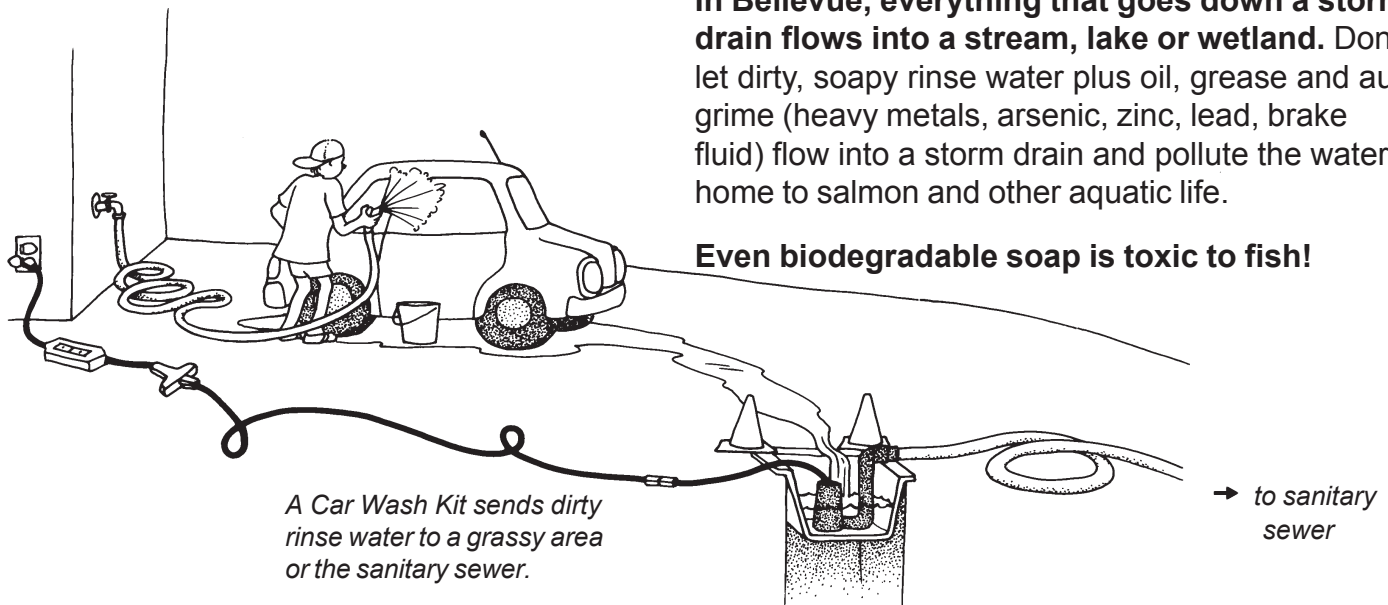 In Bellevue, everything that goes down a storm
drain flows into a stream, lake or wetland. Don
let dirty, soapy rinse water plus oil, grease and au
grime (heavy metals, arsenic, zinc, lead, brake
fluid) flow into a storm drain and pollute the water
home to salmon and other aquatic life.
Even biodegradable soap is toxic to fish!
A Car Wash Kit sends dirty
rinse water to a grassy area
or the sanitary sewer.
→ to sanitary
sewer